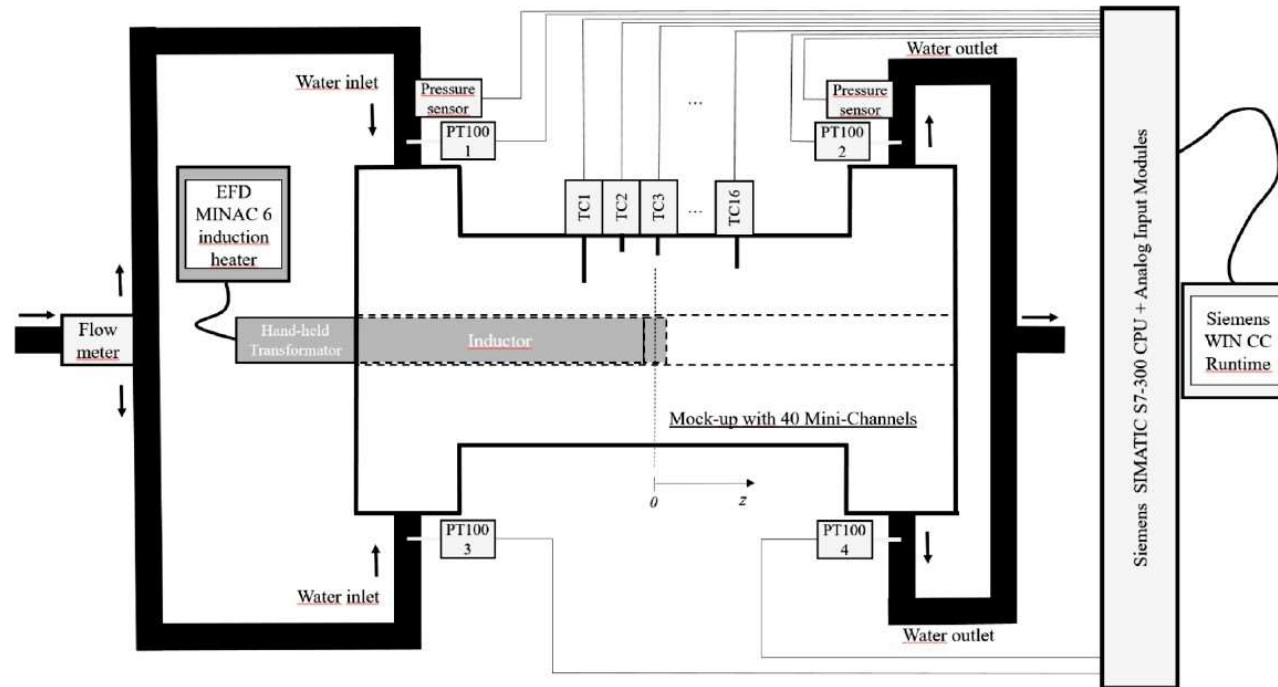 Water inlet
Pressure
sensor
PT100
1
Water outlet
Pressure
sensor
PT100
2
...
TC1
TC2
TC3
...
TC16
EFD
MINAC 6
induction
heater
Flow
meter
Hand-held
Transformator
Inductor
Mock-up with 40 Mini-Channels
0
z
PT100
3
Water inlet
PT100
4
Water outlet
Siemens SIMATIC S7-300 CPU + Analog Input Modules
Siemens
WIN CC
Runtime